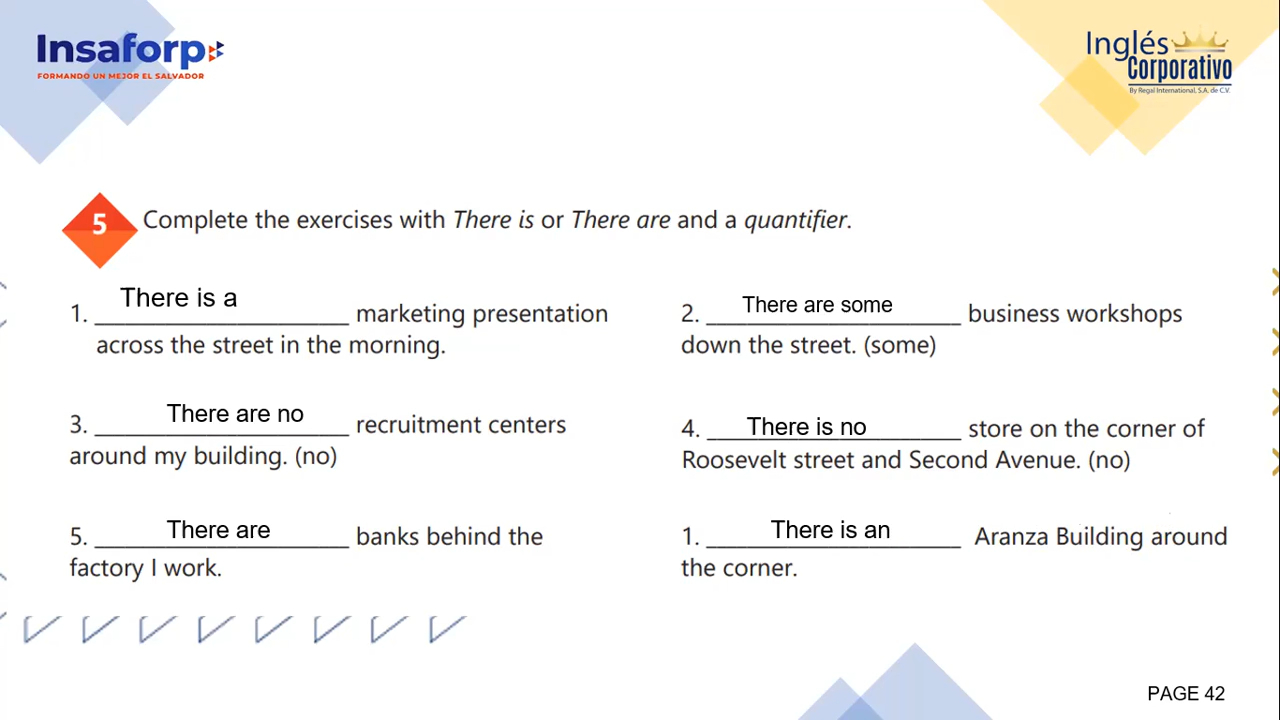 Insaforp
FORMANDO UN MEJOR EL SALVADOR
Inglés
Corporativo
By Regal International, S.A. de C.V.
5 Complete the exercises with There is or There are and a quantifier.
1. There is a marketing presentation
across the street in the morning.
2. There are some business workshops
down the street. (some)
3. There are no recruitment centers
around my building. (no)
4. There is no store on the corner of
Roosevelt street and Second Avenue. (no)
5. There are banks behind the
factory I work.
1. There is an Aranza Building around
the corner.
PAGE 42